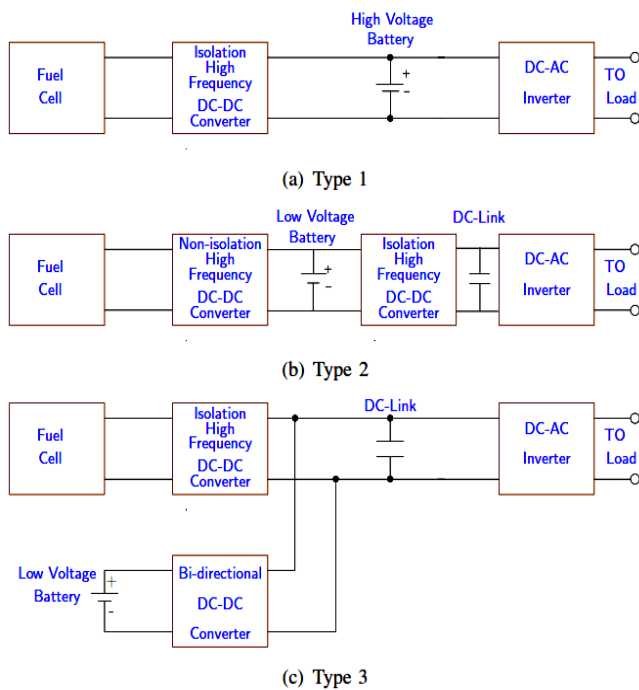 High Voltage
Battery
Fuel
Cell
Isolation
High
Frequency
DC-DC
Converter
+
-
DC-AC
Inverter
TO
Load
(a) Type 1
Low Voltage
Battery
DC-Link
Fuel
Cell
Non-isolation
High
Frequency
DC-DC
Converter
+
-
Isolation
High
Frequency
DC-DC
Converter
DC-AC
Inverter
TO
Load
(b) Type 2
Fuel
Cell
Isolation
High
Frequency
DC-DC
Converter
DC-Link
DC-AC
Inverter
TO
Load
Low Voltage
Battery
+
-
Bi-directional
DC-DC
Converter
(c) Type 3